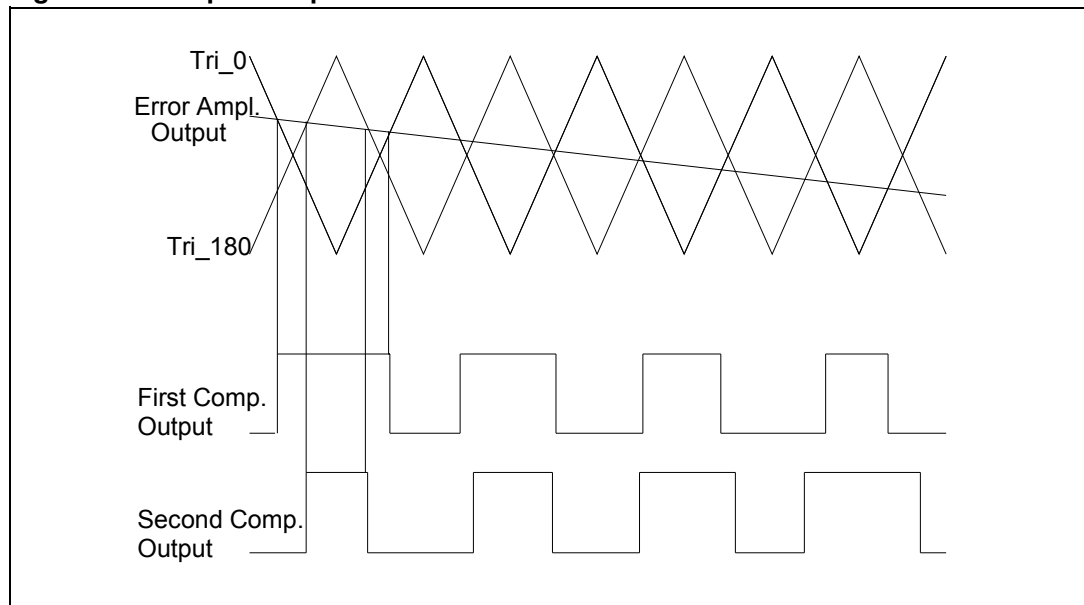 Tri_0
Error Ampl.
Output
Tri_180
First Comp.
Output
Second Comp.
Output